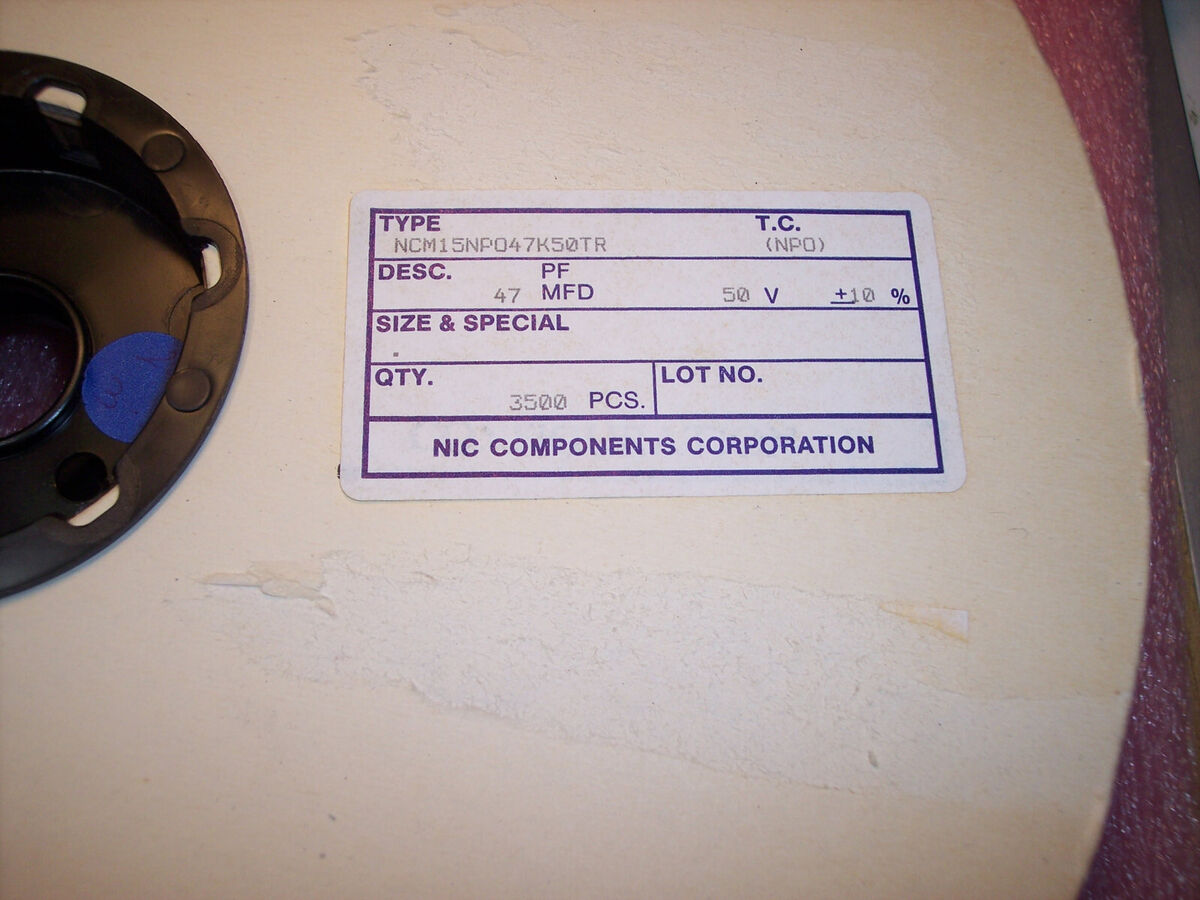 TYPE T.C.
NCM15NPO47K50TR (NPO)
DESC. PF
47 MFD 50 V ±10 %
SIZE & SPECIAL
.
QTY. LOT NO.
3500 PCS.
NIC COMPONENTS CORPORATION